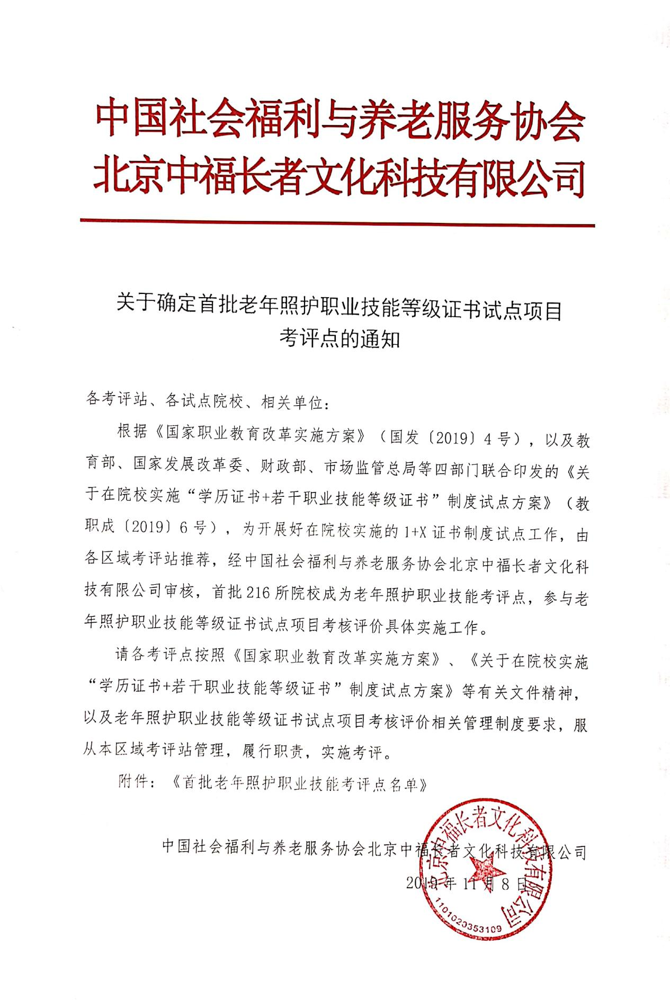 中国社会福利与养老服务协会
北京中福长者文化科技有限公司
关于确定首批老年照护职业技能等级证书试点项目
考评点的通知
各考评站、各试点院校、相关单位：
根据《国家职业教育改革实施方案》（国发〔2019〕4 号），以及教
育部、国家发展改革委、财政部、市场监管总局等四部门联合印发的《关
于在院校实施“学历证书+若干职业技能等级证书”制度试点方案》（教
职成〔2019〕6 号），为开展好在院校实施的 1+X 证书制度试点工作，由
各区域考评站推荐，经中国社会福利与养老服务协会北京中福长者文化科
技有限公司审核，首批 216 所院校成为老年照护职业技能考评点，参与老
年照护职业技能等级证书试点项目考核评价具体实施工作。
请各考评点按照《国家职业教育改革实施方案》、《关于在院校实施
“学历证书+若干职业技能等级证书”制度试点方案》等有关文件精神，
以及老年照护职业技能等级证书试点项目考核评价相关管理制度要求，服
从本区域考评站管理，履行职责，实施考评。
附件：《首批老年照护职业技能考评点名单》
中国社会福利与养老服务协会北京中福长者文化科技有限公司
2019 年 11 月 8 日
北京中福长者文化科技有限公司
1101020353109